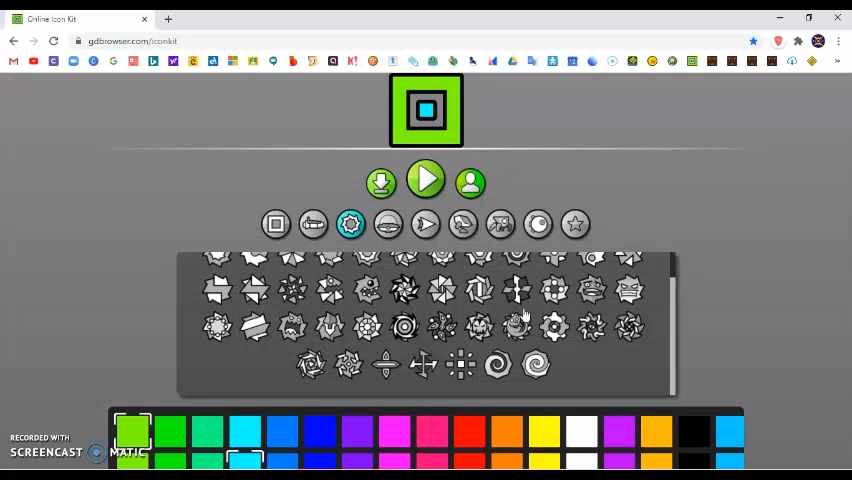 Online Icon Kit
gdbrowser.com/iconkit
RECORDED WITH
SCREENCAST MATIC